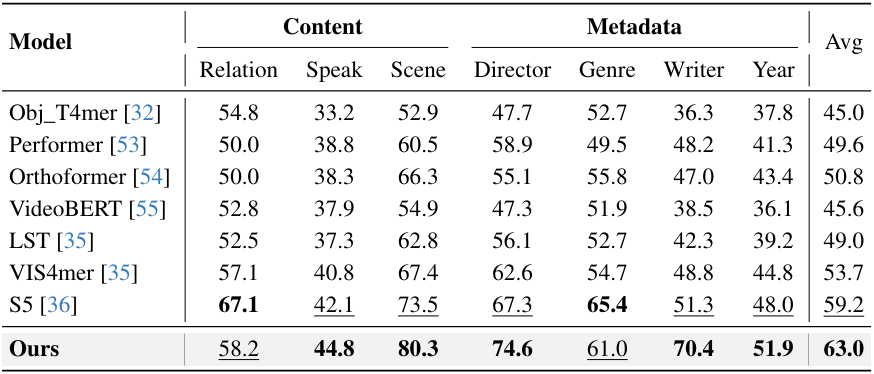 Model Content Metadata Avg
Relation Speak Scene Director Genre Writer Year
Obj_T4mer [32] 54.8 33.2 52.9 47.7 52.7 36.3 37.8 45.0
Performer [53] 50.0 38.8 60.5 58.9 49.5 48.2 41.3 49.6
Orthoformer [54] 50.0 38.3 66.3 55.1 55.8 47.0 43.4 50.8
VideoBERT [55] 52.8 37.9 54.9 47.3 51.9 38.5 36.1 45.6
LST [35] 52.5 37.3 62.8 56.1 52.7 42.3 39.2 49.0
VIS4mer [35] 57.1 40.8 67.4 62.6 54.7 48.8 44.8 53.7
S5 [36] 67.1 42.1 73.5 67.3 65.4 51.3 48.0 59.2
Ours 58.2 44.8 80.3 74.6 61.0 70.4 51.9 63.0